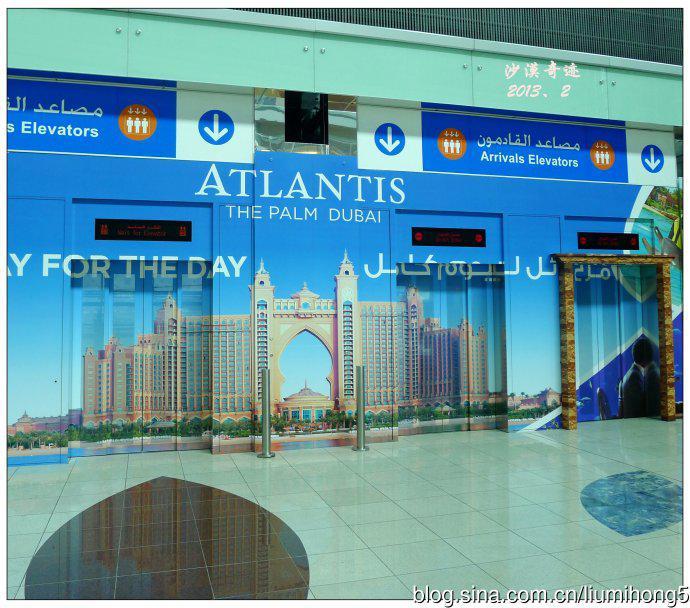 沙漠奇迹
2013、2
مصاعد الق
s Elevators
مصاعد القادمون
Arrivals Elevators
ATLANTIS
THE PALM DUBAI
AY FOR THE DAY
blog.sina.com.cn/liumihong5